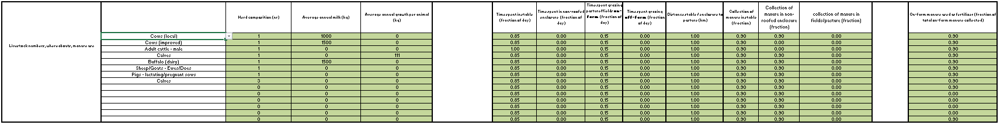 Herd composition (nr)
Average annual milk (kg)
Average annual growth per animal
(kg)
Time spent in stable
(fraction of day)
Time spent in non-roofed
enclosure (fraction of
day)
Time spent grazing
pasture/fields on-
farm (fraction of
day)
Time spent grazing
off-farm (fraction
of day)
Distance stable / enclosure to
pasture (km)
Collection of
manure in stable
(fraction)
Collection of
manure in non-
roofed enclosure
(fraction)
collection of manure in
fields/pasture (fraction)
On-farm manure used as fertilizer (fraction of
total on-farm manure collected)
Livestock numbers, whereabouts, manure use
Cows (local) 1 1000 0 0.85 0.00 0.15 0.00 1.00 0.90 0.90 0.00 0.90
Cows (improved) 1 1500 0 0.85 0.00 0.15 0.00 1.00 0.90 0.00 0.00 0.90
Adult cattle - male 1 0 0 1.00 0.00 0.15 0.00 1.00 0.90 0.00 0.00 0.90
Calves 1 0 111 0.85 0.00 0.15 0.00 1.00 0.90 0.90 0.00 0.90
Buffalo (dairy) 1 1500 0 0.85 0.00 0.15 0.00 1.00 0.90 0.90 0.00 0.90
Sheep/Goats - Ewes/Does 1 0 0 0.85 0.00 0.15 0.00 1.00 0.90 0.90 0.00 0.90
Pigs - lactating/pregnant sows 1 0 0 0.85 0.00 0.15 0.00 1.00 0.90 0.90 0.00 0.90
Calves 3 0 0 0.85 0.00 0.15 0.00 1.00 0.90 0.90 0.00 0.90
0 0 0 0.85 0.00 0.15 0.00 1.00 0.90 0.90 0.00 0.90
0 0 0 0.85 0.00 0.15 0.00 1.00 0.90 0.90 0.00 0.00
0 0 0 0.85 0.00 0.15 0.00 1.00 0.90 0.90 0.00 0.90
0 0 0 0.85 0.00 0.15 0.00 1.00 0.90 0.90 0.00 0.00
0 0 0 0.85 0.00 0.15 0.00 1.00 0.90 0.90 0.00 0.90
0 0 0 0.85 0.00 0.15 0.00 1.00 0.90 0.90 0.00 0.90